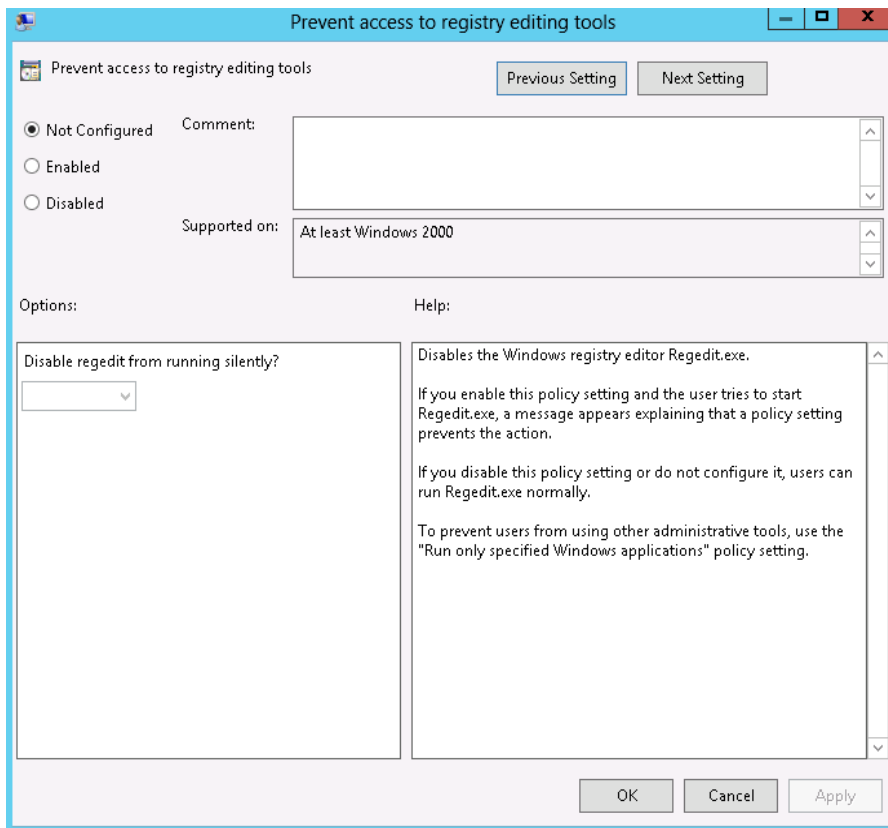 Prevent access to registry editing tools
Prevent access to registry editing tools
Previous Setting
Next Setting
Not Configured
Comment:
Enabled
Disabled
Supported on:
At least Windows 2000
Options:
Help:
Disable regedit from running silently?
Disables the Windows registry editor Regedit.exe.
If you enable this policy setting and the user tries to start
Regedit.exe, a message appears explaining that a policy setting
prevents the action.
If you disable this policy setting or do not configure it, users can
run Regedit.exe normally.
To prevent users from using other administrative tools, use the
"Run only specified Windows applications" policy setting.
OK
Cancel
Apply